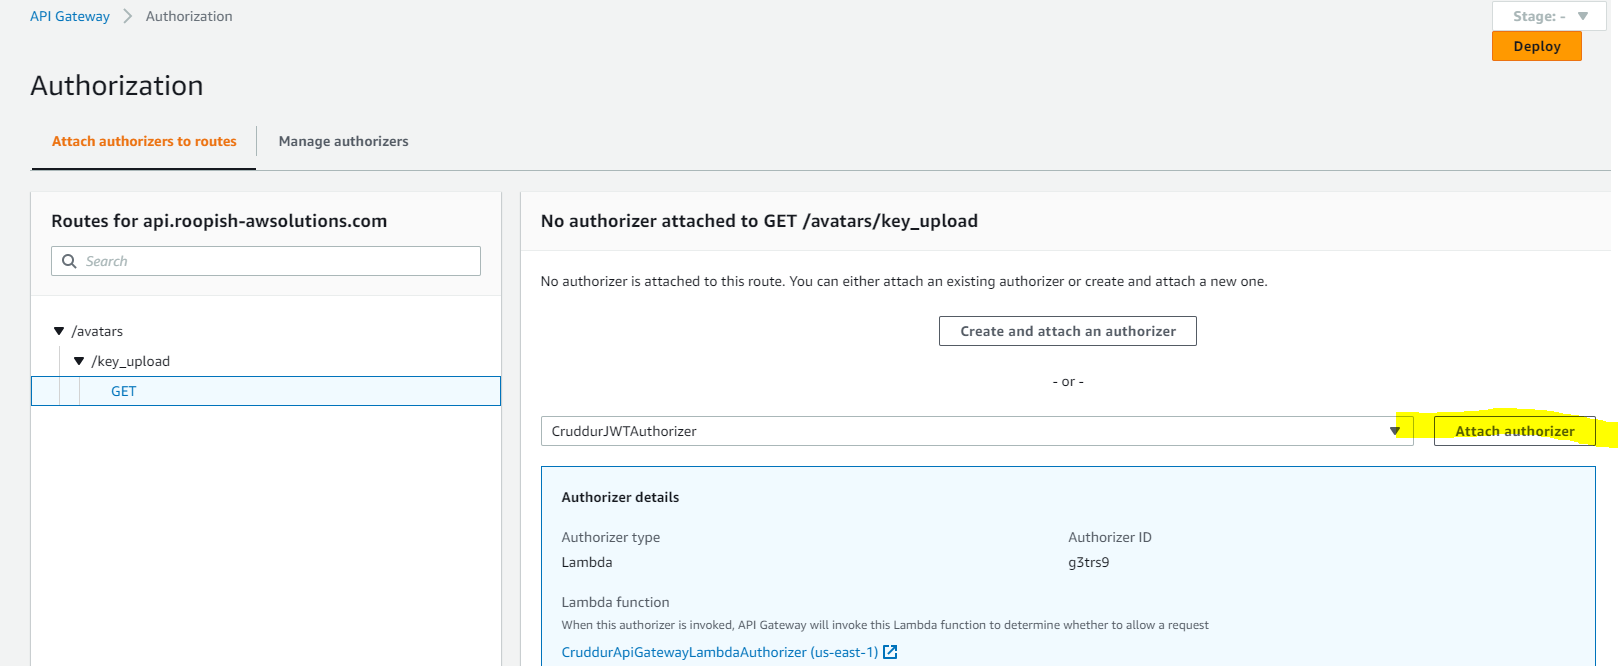 API Gateway > Authorization
Stage: -
Deploy
Authorization
Attach authorizers to routes
Manage authorizers
Routes for api.roopish-awsolutions.com
Search
/avatars
/key_upload
GET
No authorizer attached to GET /avatars/key_upload
No authorizer is attached to this route. You can either attach an existing authorizer or create and attach a new one.
Create and attach an authorizer
- or -
CruddurJWTAuthorizer
Attach authorizer
Authorizer details
Authorizer type
Lambda
Authorizer ID
g3trs9
Lambda function
When this authorizer is invoked, API Gateway will invoke this Lambda function to determine whether to allow a request
CruddurApiGatewayLambdaAuthorizer (us-east-1)